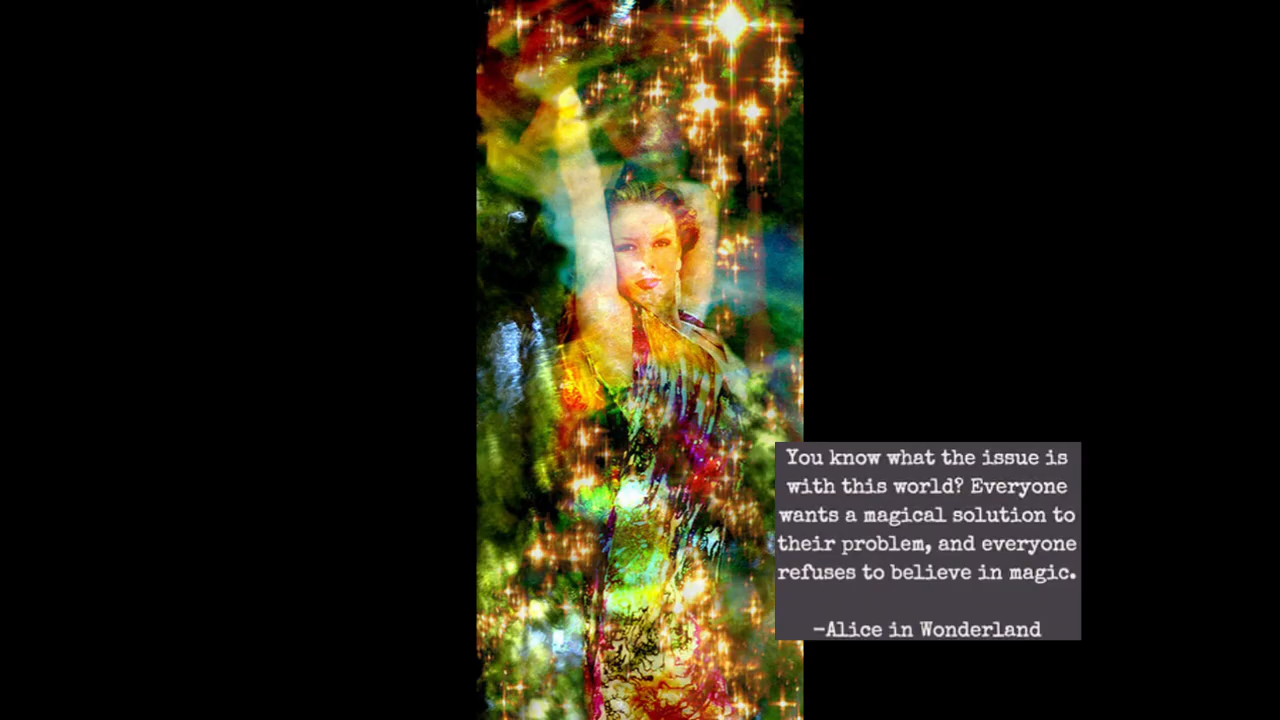 You know what the issue is
with this world? Everyone
wants a magical solution to
their problem, and everyone
refuses to believe in magic.
-Alice in Wonderland